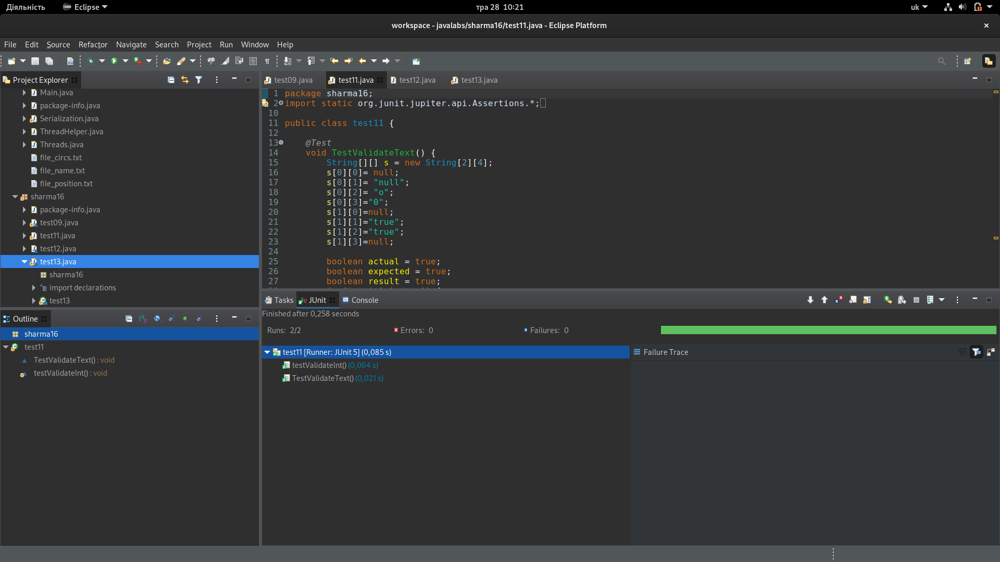 Діяльність
Eclipse
тра 28 10:21
uk
workspace - javalabs/sharma16/test11.java - Eclipse Platform
File Edit Source Refactor Navigate Search Project Run Window Help
Project Explorer
Main.java
package-info.java
Serialization.java
ThreadHelper.java
Threads.java
file_circs.txt
file_name.txt
file_position.txt
sharma16
package-info.java
test09.java
test11.java
test12.java
test13.java
sharma16
import declarations
test13
Outline
sharma16
test11
TestValidateText() : void
testValidateInt() : void
test09.java test11.java test12.java test13.java
1 package sharma16;
2 import static org.junit.jupiter.api.Assertions.*;
10
11 public class test11 {
12
13 @Test
14 void TestValidateText() {
15 String[][] s = new String[2][4];
16 s[0][0]= null;
17 s[0][1]= "null";
18 s[0][2]= "o";
19 s[0][3]="0";
20 s[1][0]=null;
21 s[1][1]="true";
22 s[1][2]="true";
23 s[1][3]=null;
24
25 boolean actual = true;
26 boolean expected = true;
27 boolean result = true;
Tasks JUnit Console
Finished after 0,258 seconds
Runs: 2/2 Errors: 0 Failures: 0
test11 [Runner: JUnit 5] (0,085 s)
testValidateInt() (0,064 s)
TestValidateText() (0,021 s)
Failure Trace